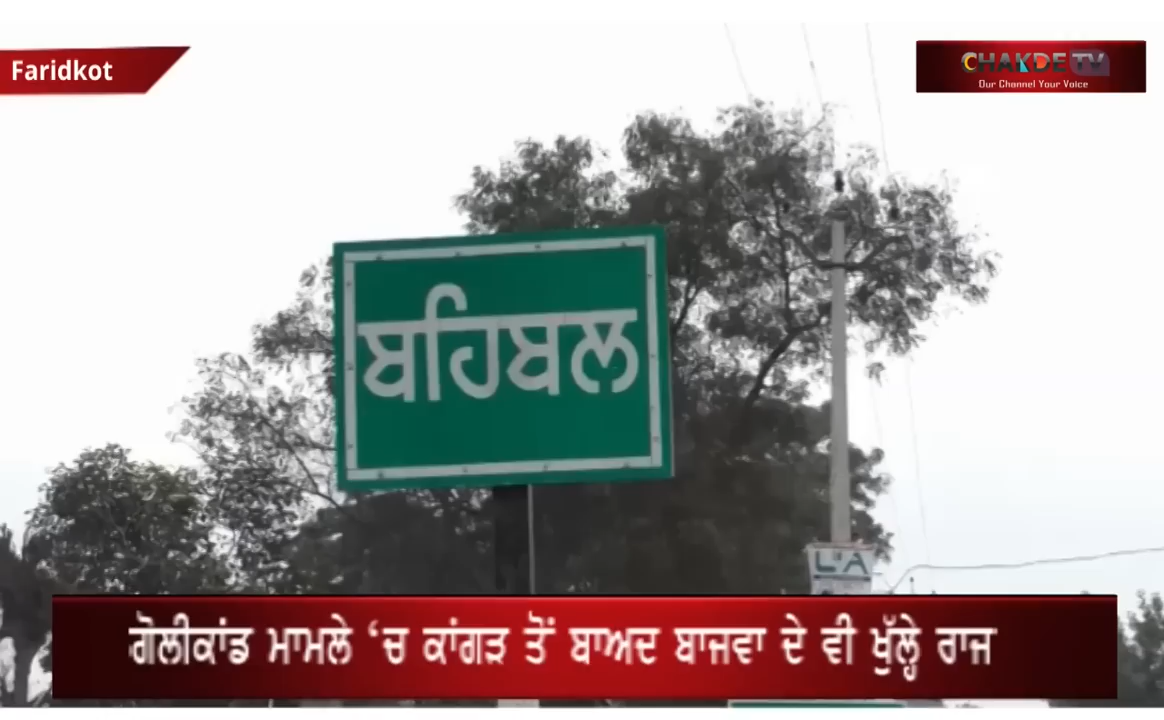 Faridkot
CHAKDE TV
Our Channel Your Voice
ਬਹਿਬਲ
L'A
ਗੋਲੀਕਾਂਡ ਮਾਮਲੇ ‘ਚ ਕਾਂਗੜ ਤੋਂ ਬਾਅਦ ਬਾਜਵਾ ਦੇ ਵੀ ਖੁੱਲ੍ਹੇ ਰਾਜ